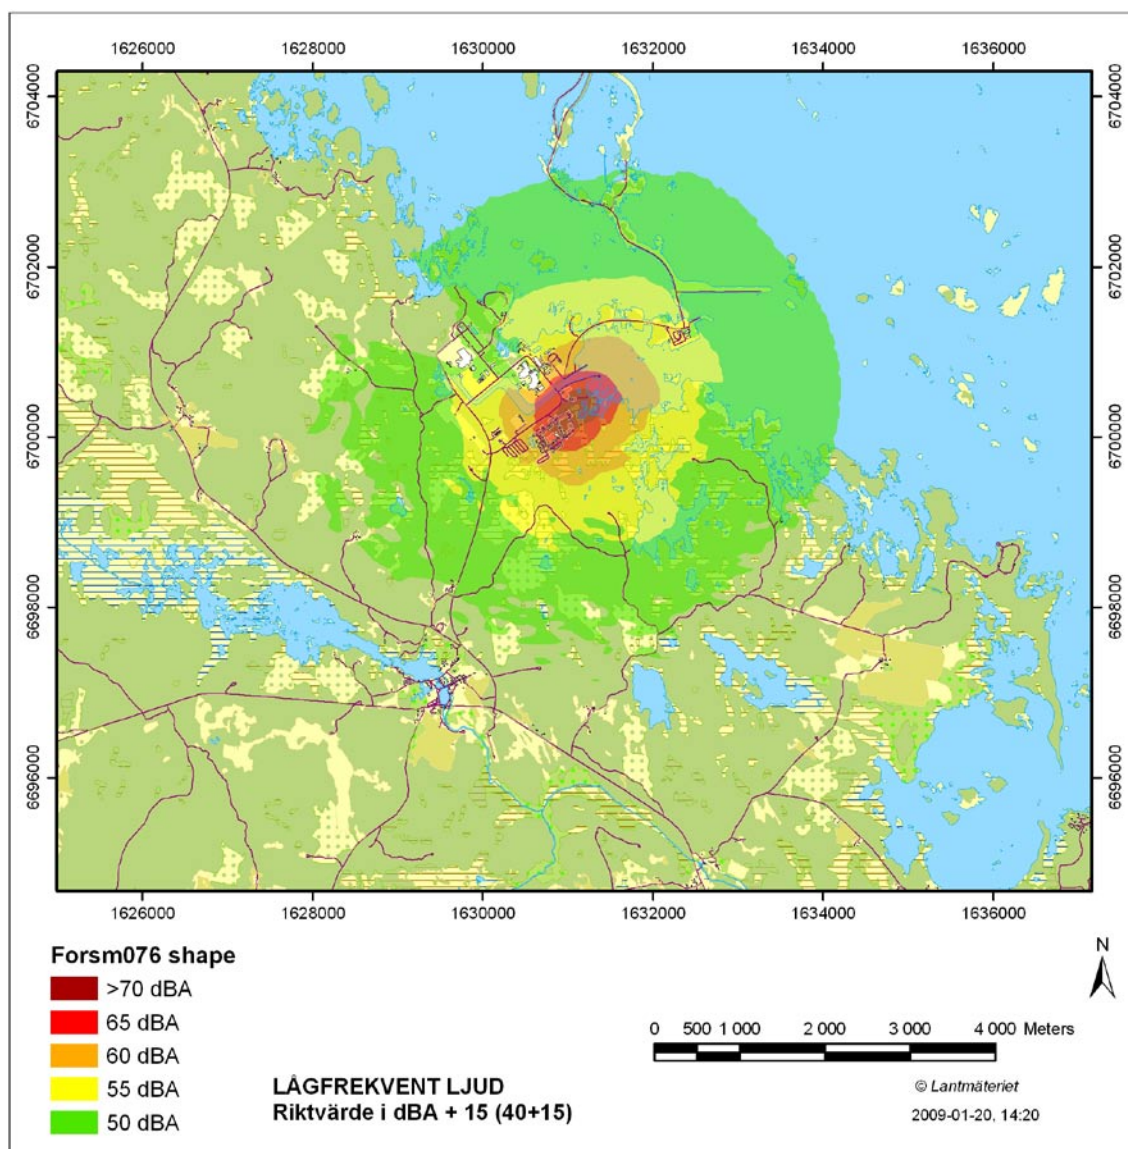 1626000 1628000 1630000 1632000 1634000 1636000
6704000 6704000
6702000 6702000
6700000 6700000
6698000 6698000
6696000 6696000
1626000 1628000 1630000 1632000 1634000 1636000
Forsm076 shape
>70 dBA
65 dBA
60 dBA
55 dBA
50 dBA
LÅGFREKVENT LJUD
Riktvärde i dBA + 15 (40+15)
N
0 500 1 000 2 000 3 000 4 000 Meters
© Lantmäteriet
2009-01-20, 14:20